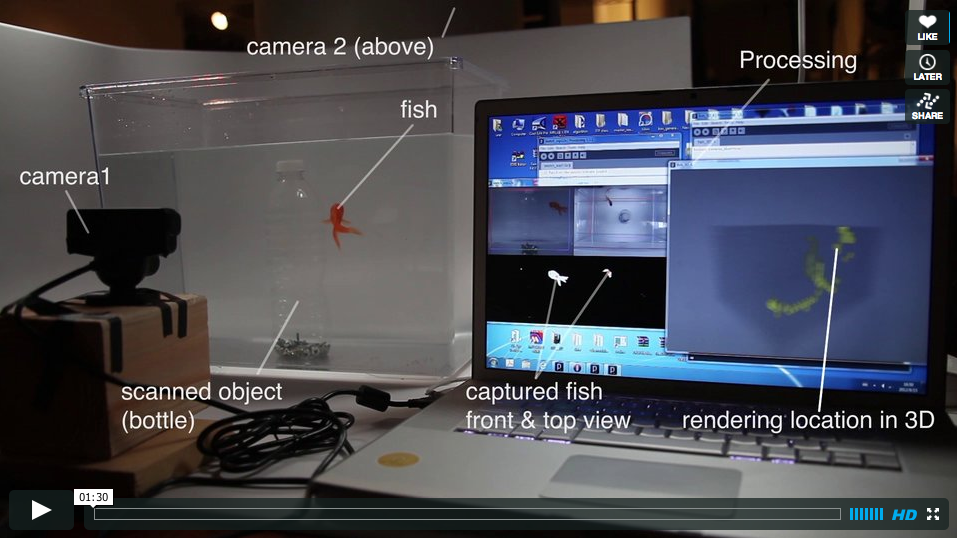 camera 2 (above)
Processing
LIKE
LATER
SHARE
fish
camera1
scanned object
(bottle)
captured fish
front & top view
rendering location in 3D
01:30
HD